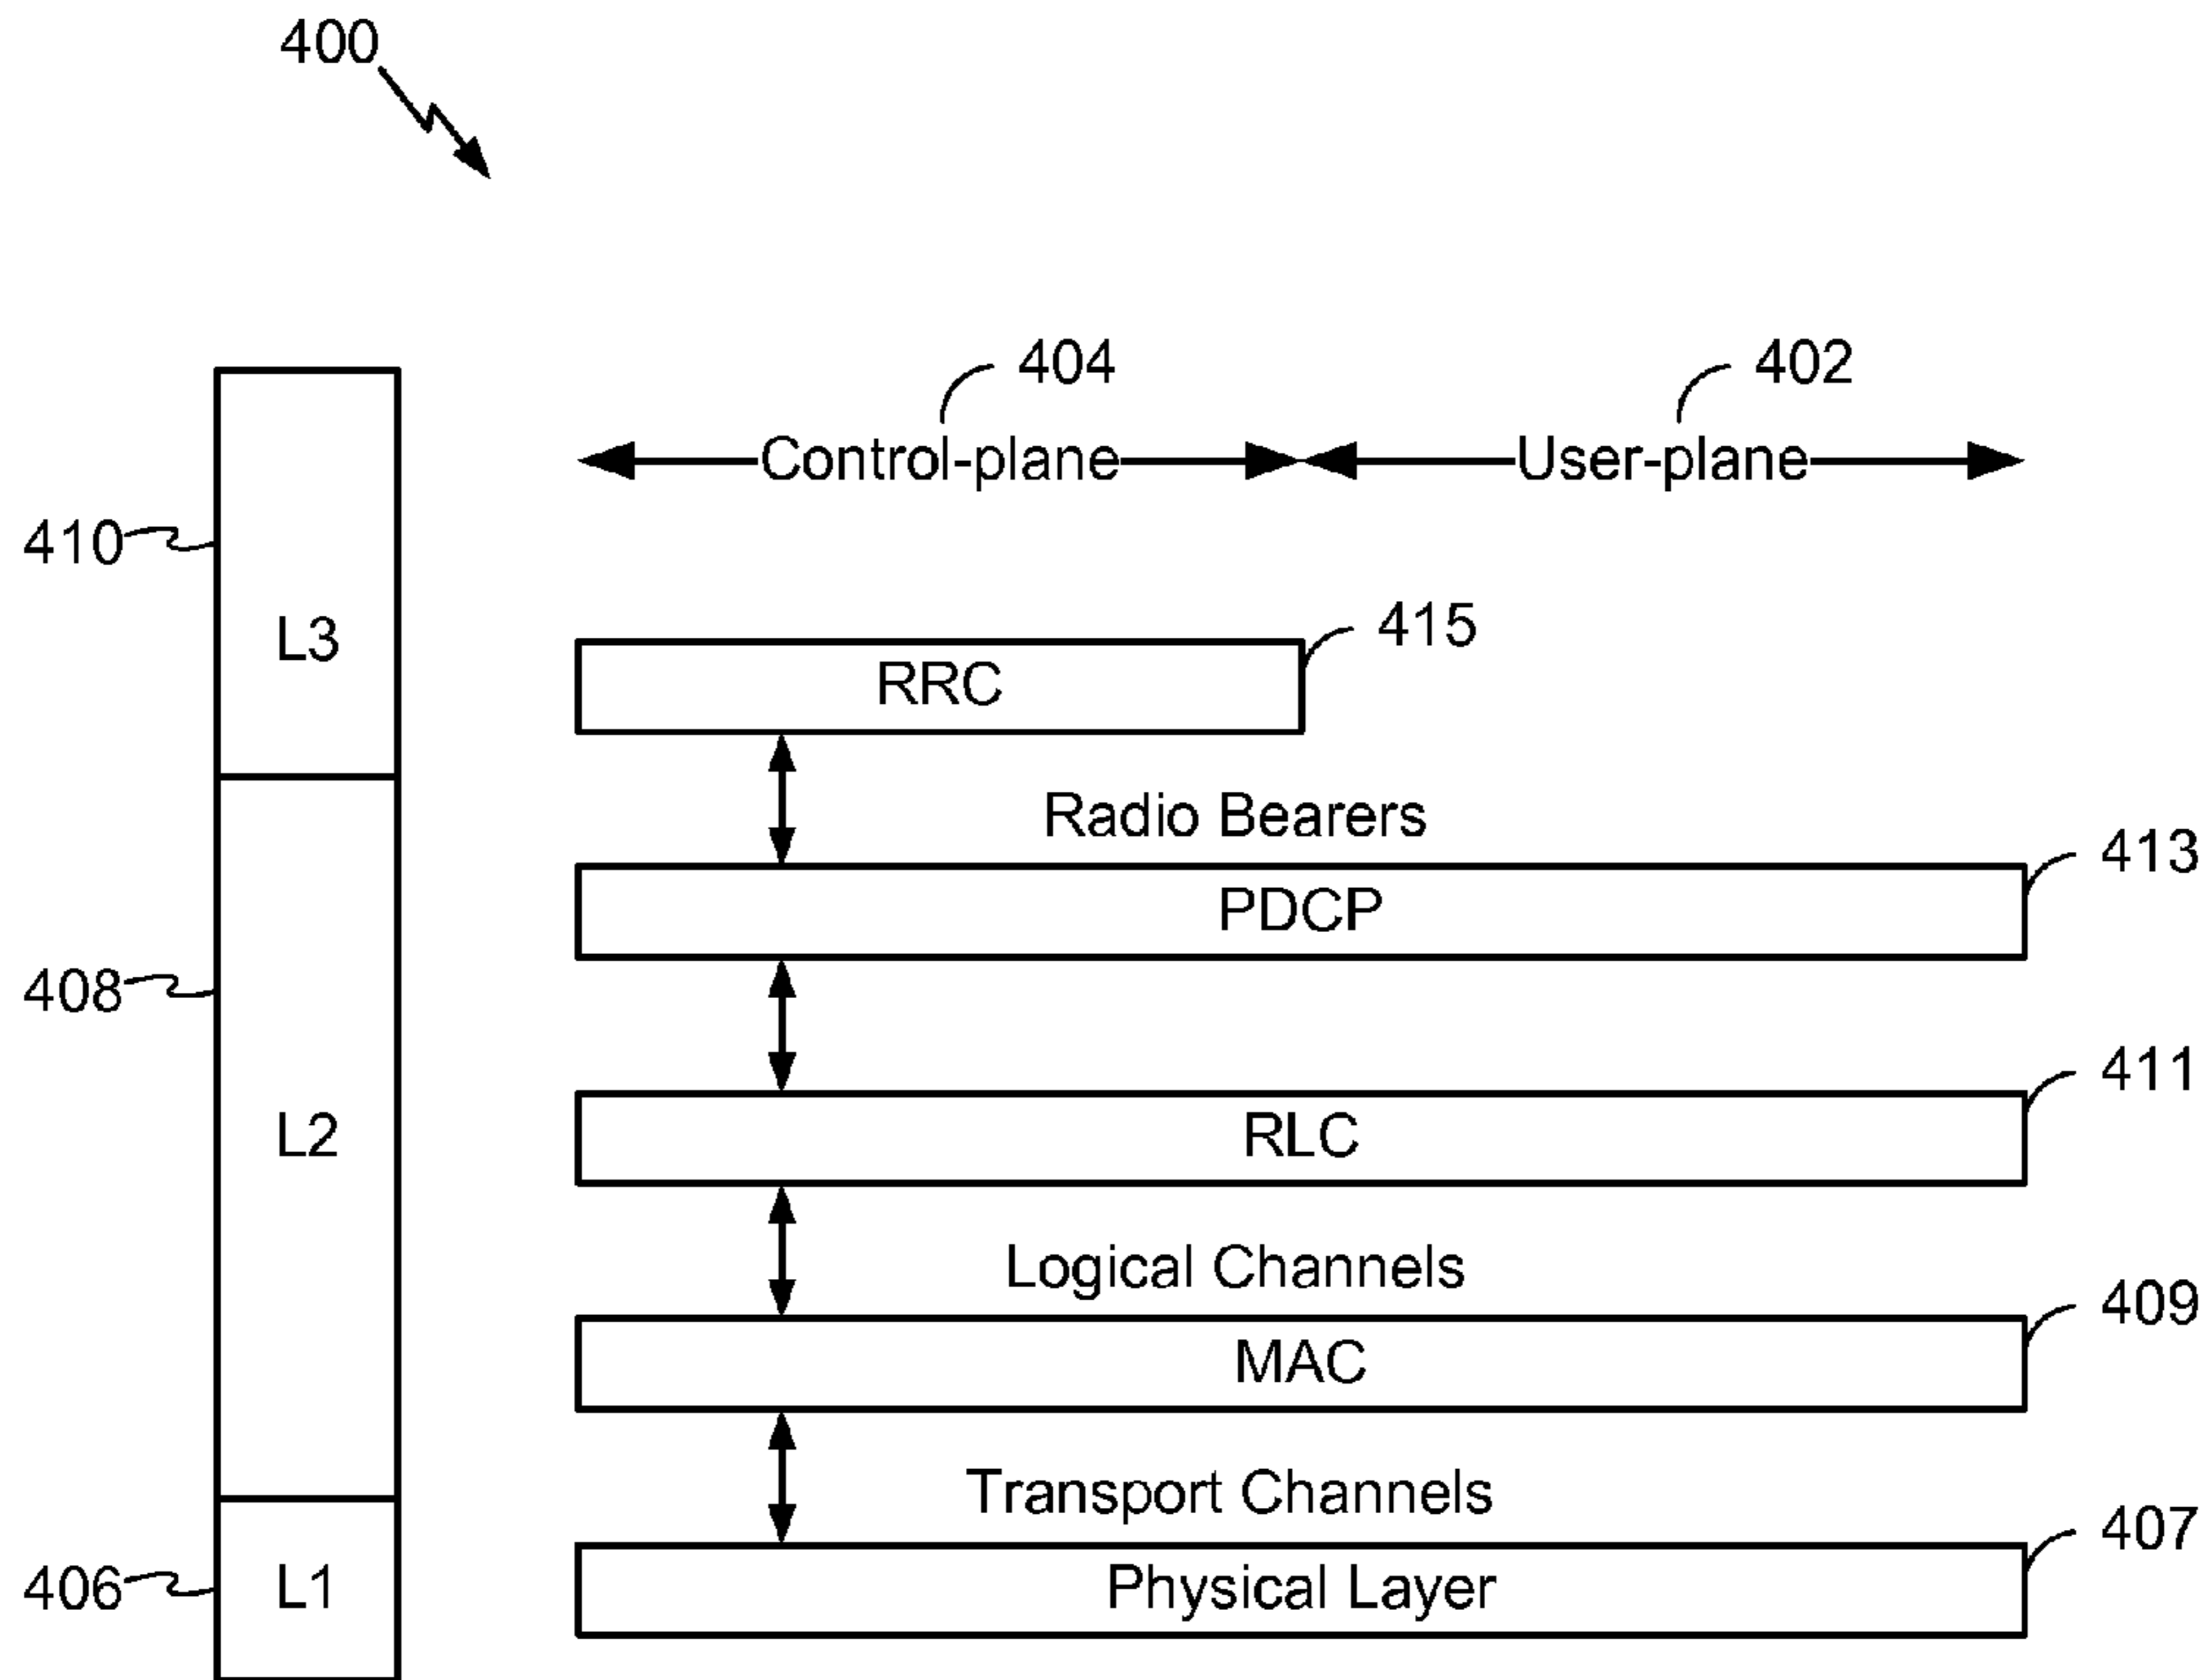 400
404
402
Control-plane
User-plane
410
L3
415
RRC
Radio Bearers
413
PDCP
408
411
L2
RLC
Logical Channels
409
MAC
Transport Channels
407
406
L1
Physical Layer